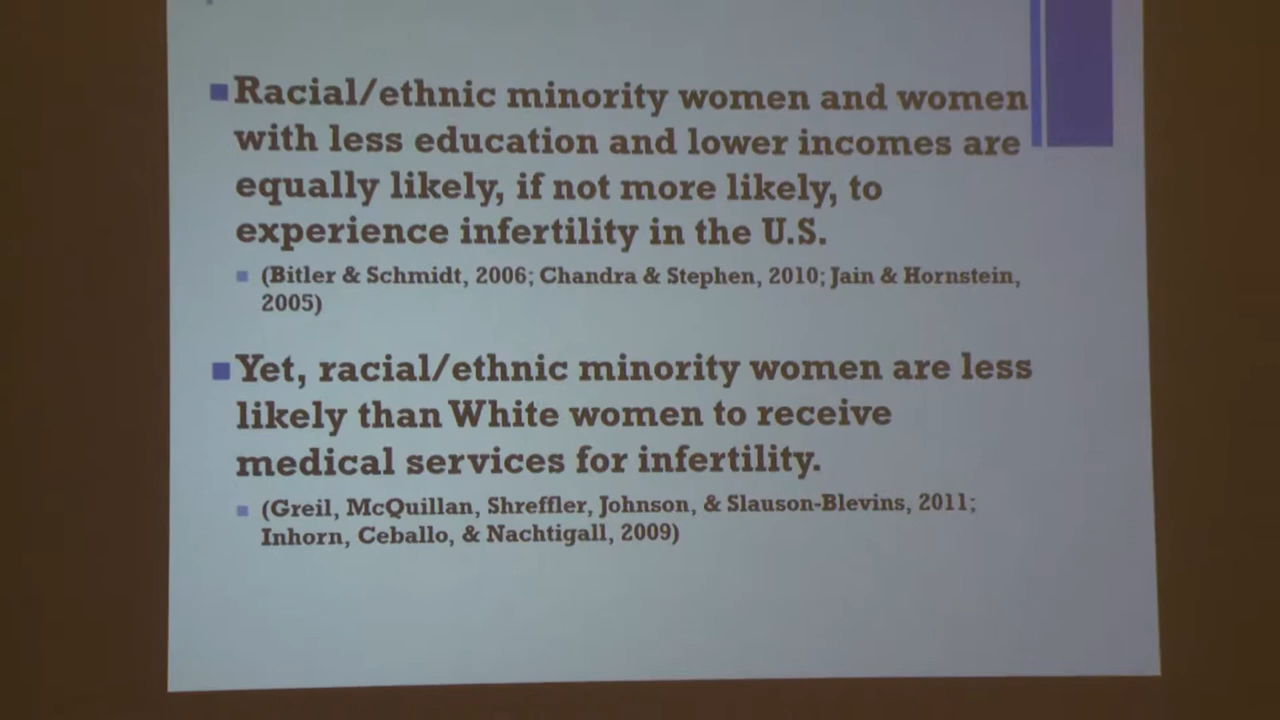 Racial/ethnic minority women and women
with less education and lower incomes are
equally likely, if not more likely, to
experience infertility in the U.S.
(Bitler & Schmidt, 2006; Chandra & Stephen, 2010; Jain & Hornstein,
2005)
Yet, racial/ethnic minority women are less
likely than White women to receive
medical services for infertility.
(Greil, McQuillan, Shreffler, Johnson, & Slauson-Blevins, 2011;
Inhorn, Ceballo, & Nachtigall, 2009)